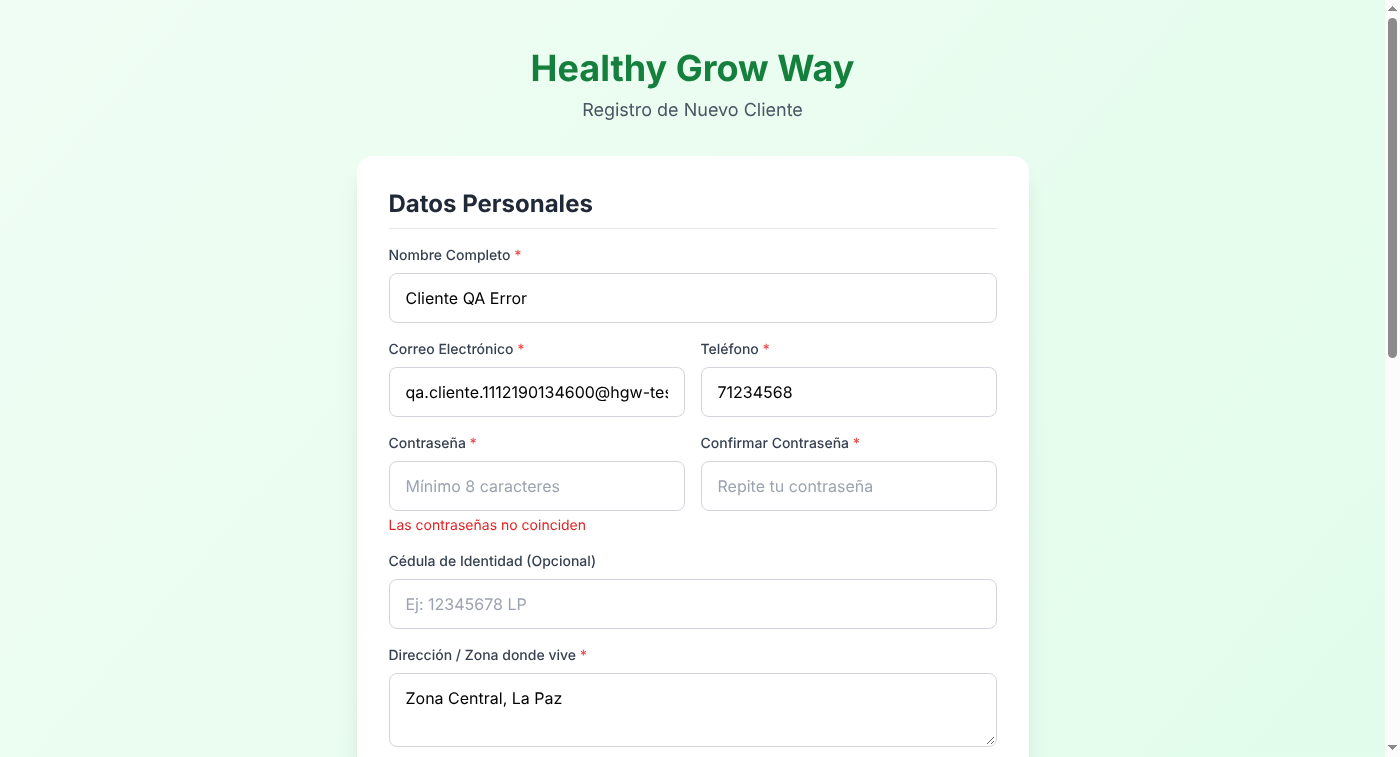 Healthy Grow Way
Registro de Nuevo Cliente
Datos Personales
Nombre Completo *
Cliente QA Error
Correo Electrónico *
Teléfono *
qa.cliente.1112190134600@hgw-tes
71234568
Contraseña *
Confirmar Contraseña *
Mínimo 8 caracteres
Repite tu contraseña
Las contraseñas no coinciden
Cédula de Identidad (Opcional)
Ej: 12345678 LP
Dirección / Zona donde vive *
Zona Central, La Paz